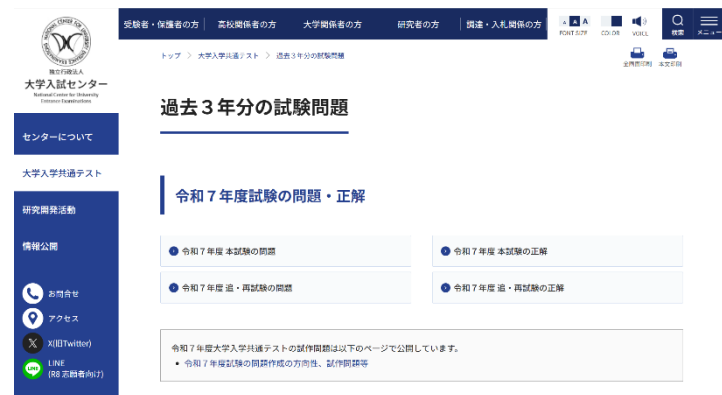 受験者・保護者の方
高校関係者の方
大学関係者の方
研究者の方
調達・入札関係の方
A A A
FONT SIZE
COLOR
VOICE
検索
メニュー
独立行政法人
大学入試センター
National Center for University
Entrance Examinations
トップ > 大学入学共通テスト > 過去3年分の試験問題
全画面印刷
本文印刷
過去3年分の試験問題
センターについて
大学入学共通テスト
研究開発活動
情報公開
お問合せ
アクセス
X(旧Twitter)
LINE
(R8志願者向け)
令和7年度試験の問題・正解
令和7年度 本試験の問題
令和7年度 本試験の正解
令和7年度 追・再試験の問題
令和7年度 追・再試験の正解
令和7年度大学入学共通テストの試作問題は以下のページで公開しています。
令和7年度試験の問題作成の方向性、試作問題等